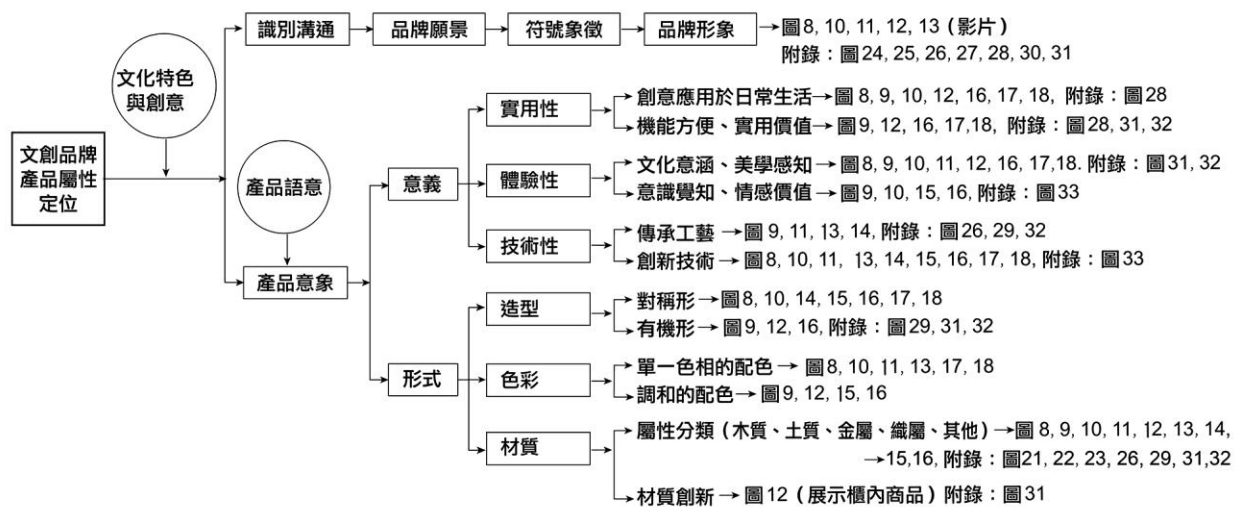 識別溝通
品牌願景
符號象徵
品牌形象
圖8, 10, 11, 12, 13 (影片)
附錄：圖24, 25, 26, 27, 28, 30, 31
文化特色
與創意
文創品牌
產品屬性
定位
產品語意
產品意象
意義
實用性
創意應用於日常生活→圖 8, 9, 10, 12, 16, 17, 18, 附錄：圖28
機能方便、實用價值→圖9, 12, 16, 17,18, 附錄：圖28, 31, 32
體驗性
文化意涵、美學感知→圖8, 9, 10, 11, 12, 16, 17,18. 附錄：圖31, 32
意識覺知、情感價值→圖9, 10, 15, 16, 附錄：圖33
技術性
傳承工藝→圖 9, 11, 13, 14, 附錄：圖26, 29, 32
創新技術→圖8, 10, 11, 13, 14, 15, 16, 17, 18, 附錄：圖33
形式
造型
對稱形→圖8, 10, 14, 15, 16, 17, 18
有機形→圖9, 12, 16, 附錄：圖29, 31, 32
色彩
單一色相的配色→圖8, 10, 11, 13, 17, 18
調和的配色→圖9, 12, 15, 16
材質
屬性分類 (木質、土質、金屬、織屬、其他)→圖 8, 9, 10, 11, 12, 13, 14,
→15,16, 附錄：圖21, 22, 23, 26, 29, 31,32
材質創新→圖12 (展示櫃內商品) 附錄：圖31